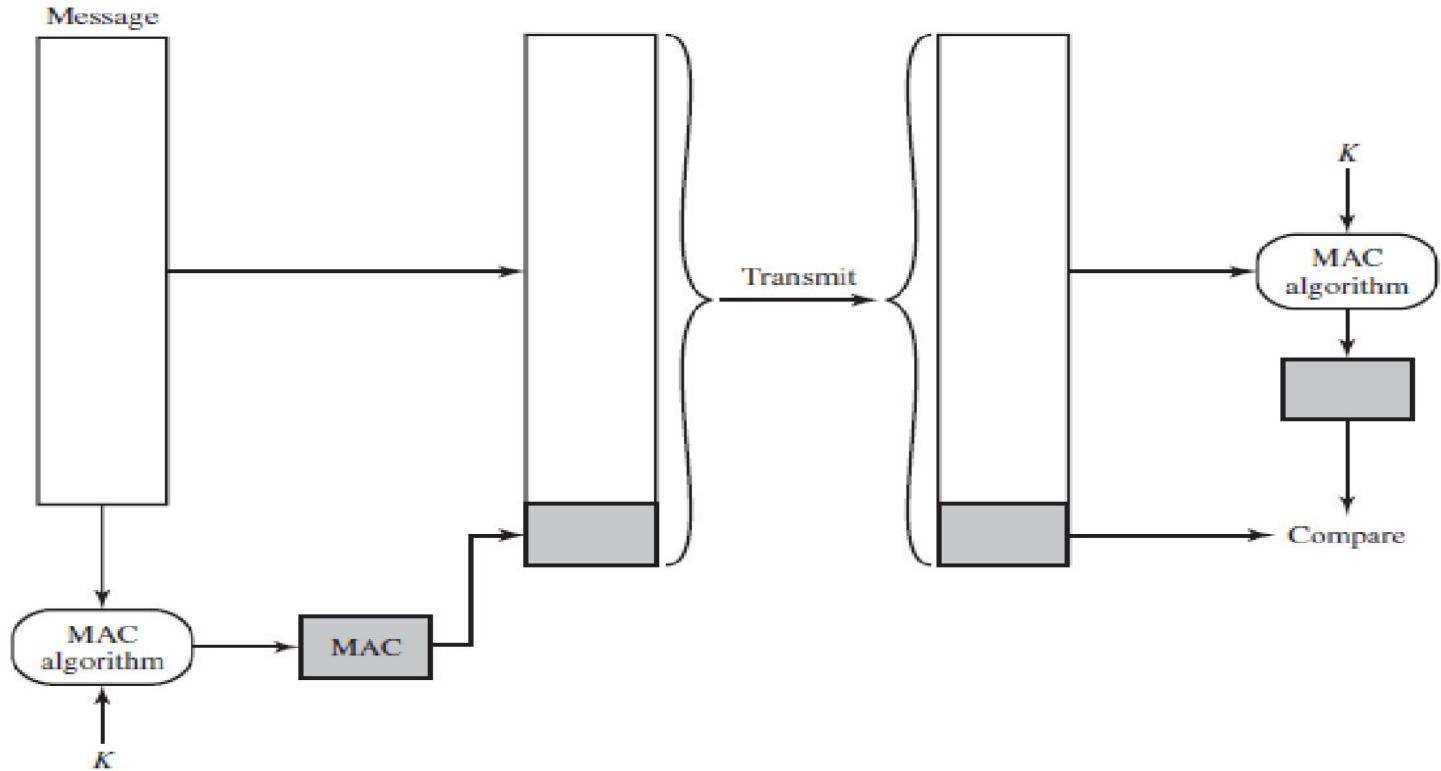 Message
Transmit
K
MAC
algorithm
Compare
MAC
algorithm
MAC
K